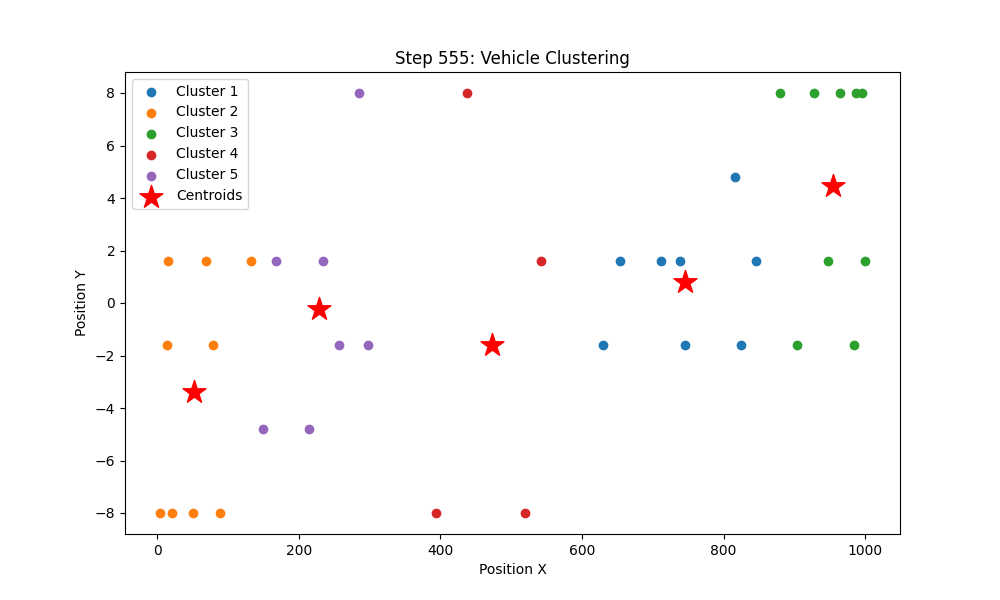 Step 555: Vehicle Clustering
Cluster 1
Cluster 2
Cluster 3
Cluster 4
Cluster 5
Centroids
8
6
4
2
0
−2
−4
−6
−8
Position Y
0 200 400 600 800 1000
Position X